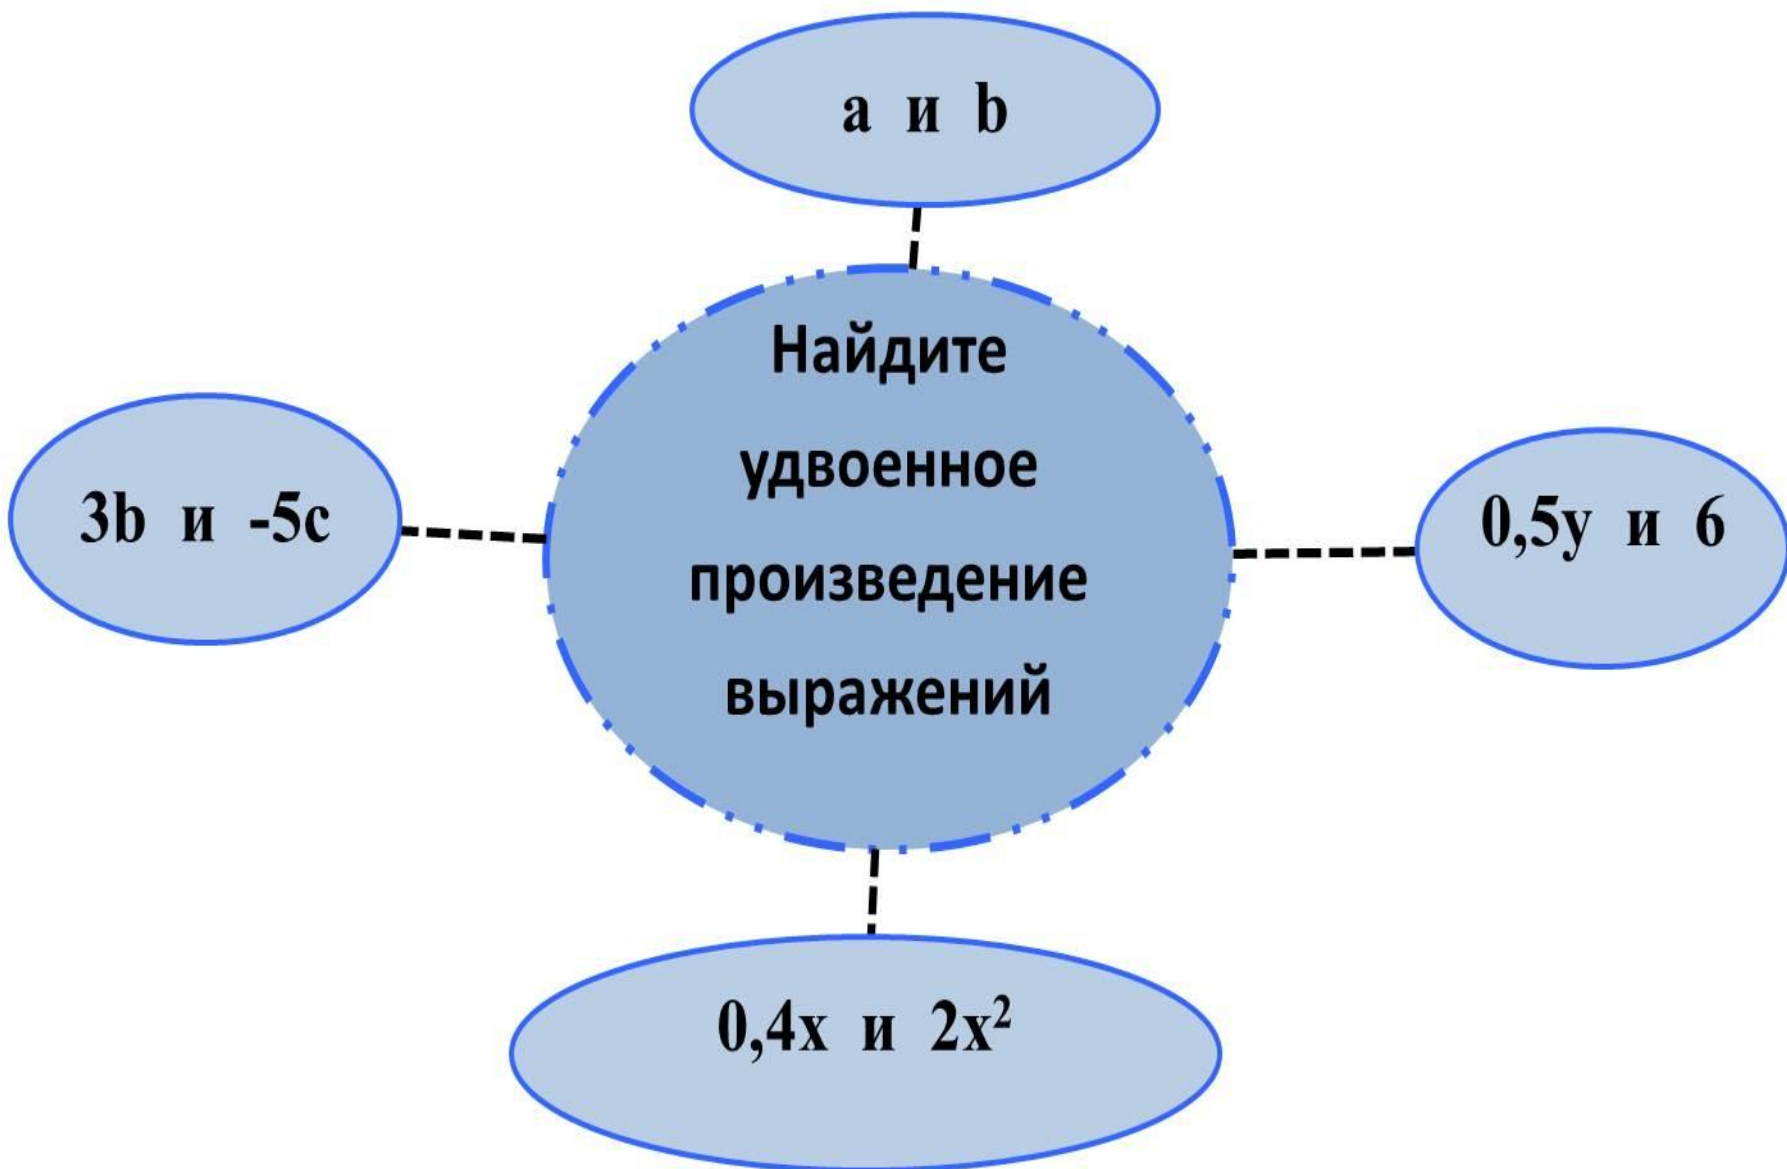 a и b
Найдите
удвоенное
произведение
выражений
3b и -5c
0,5y и 6
0,4x и 2x²